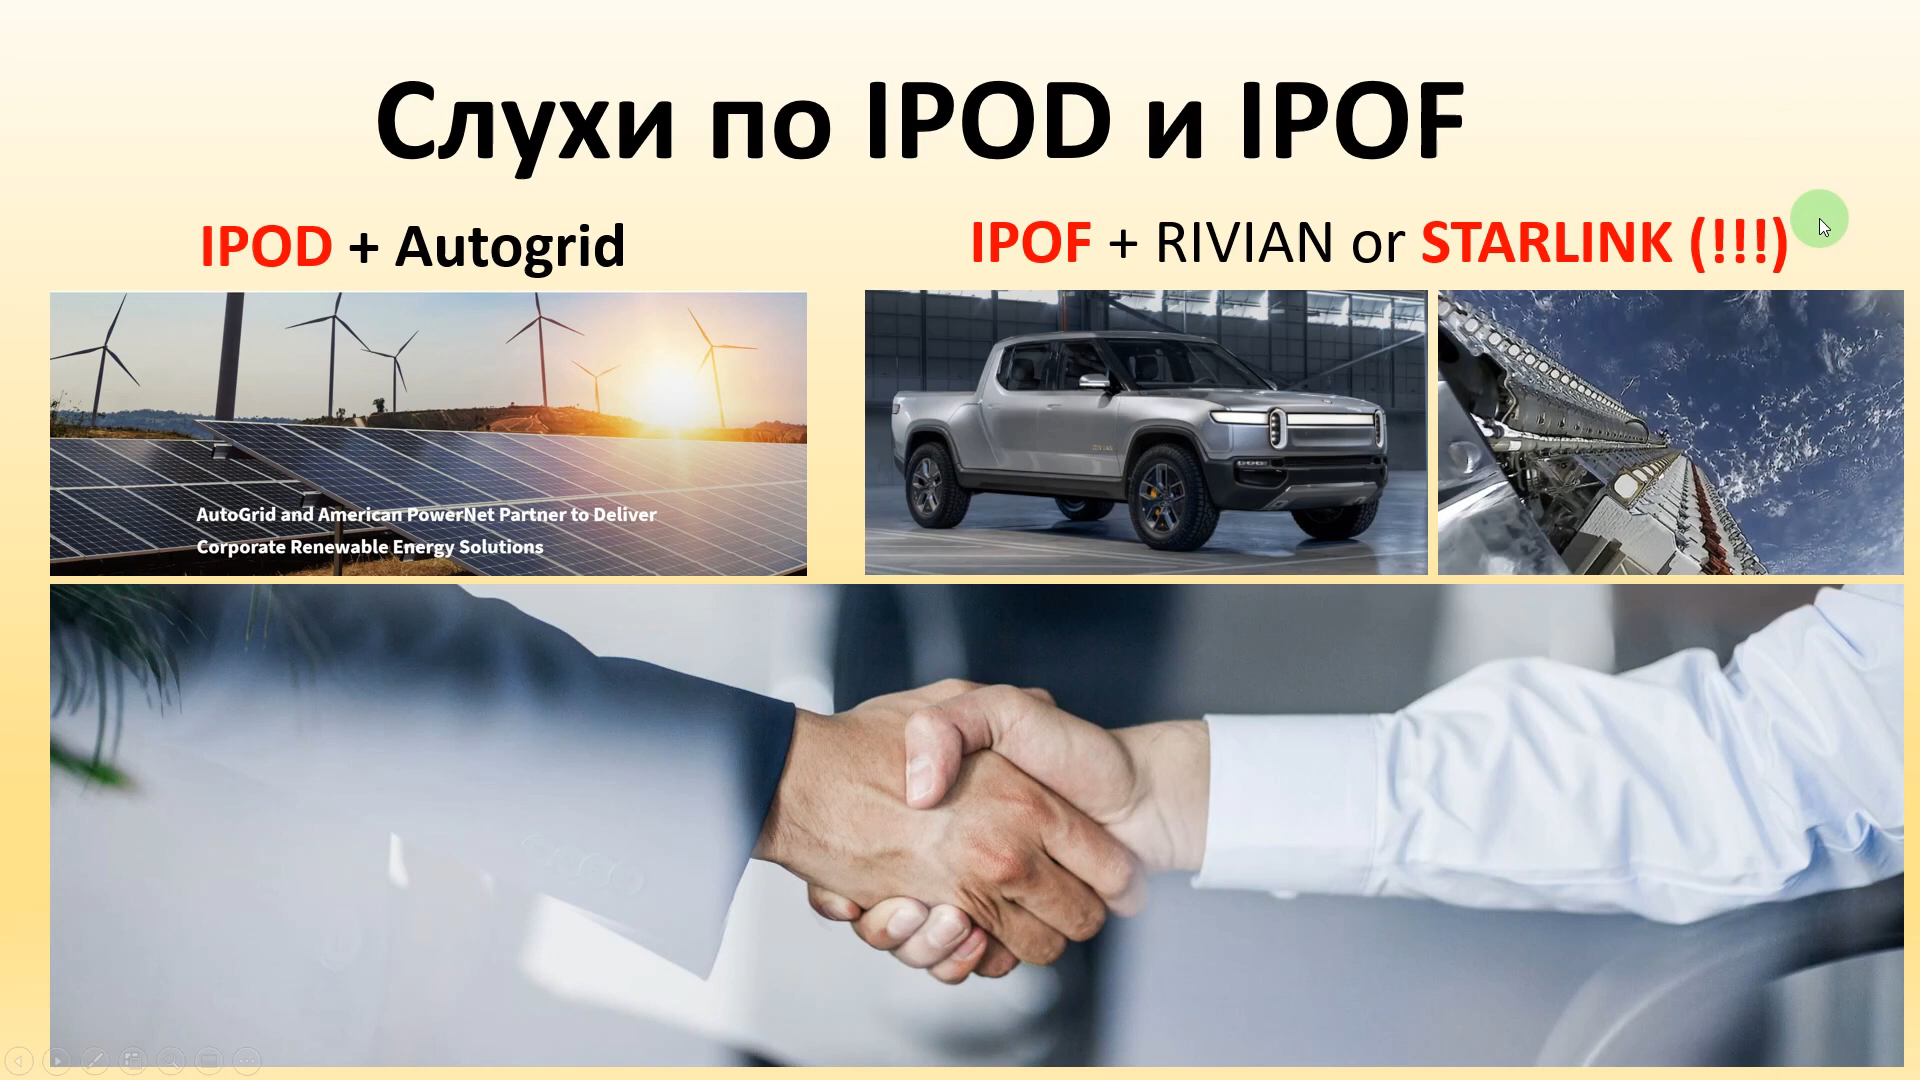 Слухи по IPOD и IPOF
IPOD + Autogrid
IPOF + RIVIAN or STARLINK (!!!)
AutoGrid and American PowerNet Partner to Deliver
Corporate Renewable Energy Solutions